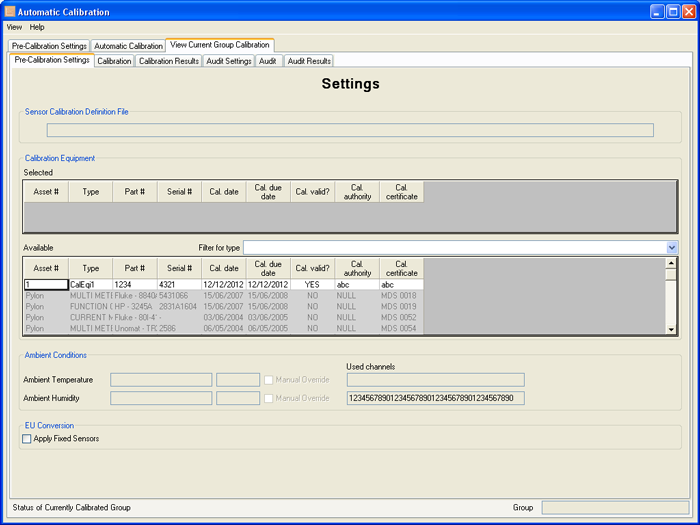 Automatic Calibration
View Help
Pre-Calibration Settings Automatic Calibration View Current Group Calibration
Pre-Calibration Settings Calibration Calibration Results Audit Settings Audit Audit Results
Settings
Sensor Calibration Definition File
Calibration Equipment
Selected
Asset # Type Part # Serial # Cal. date Cal. due date Cal. valid? Cal. authority Cal. certificate
Available Filter for type
Asset # Type Part # Serial # Cal. date Cal. due date Cal. valid? Cal. authority Cal. certificate
1 CalEqi1 1234 4321 12/12/2012 12/12/2012 YES abc abc
Pylon MULTI METE Fluke - 8840A 5431066 15/06/2007 15/06/2008 NO NULL MDS 0018
Pylon FUNCTION G HP - 3245A 2831A1604 15/06/2007 15/06/2008 NO NULL MDS 0019
Pylon CURRENT M Fluke - 80I-4' - 03/06/2004 03/06/2005 NO NULL MDS 0052
Pylon MULTI METE Unomat - TR 2586 06/05/2004 06/05/2005 NO NULL MDS 0054
Ambient Conditions
Used channels
Ambient Temperature Manual Override
Ambient Humidity Manual Override 1234567890123456789012345678901234567890
EU Conversion
Apply Fixed Sensors
Status of Currently Calibrated Group Group